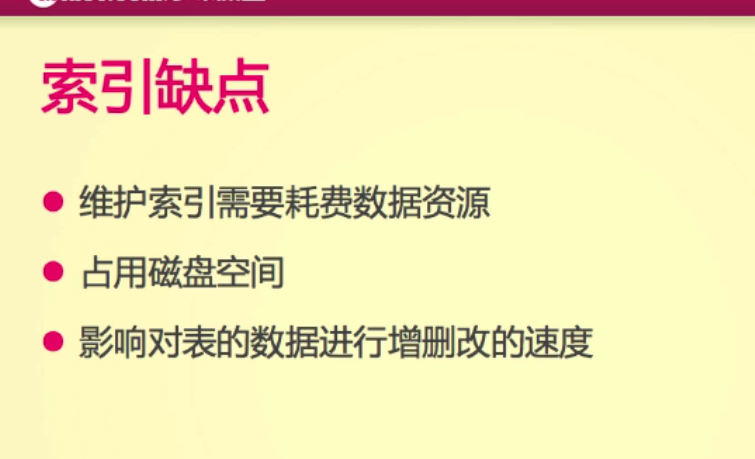 索引缺点
维护索引需要耗费数据资源
占用磁盘空间
影响对表的数据进行增删改的速度